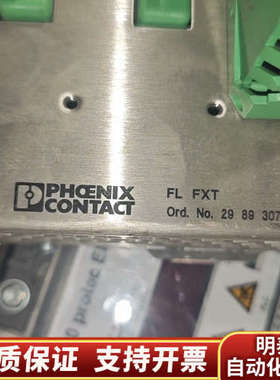 PHŒNIX
CONTACT
FL FXT
Ord. No. 29 89 307
质保证 支持开票
明
自动化